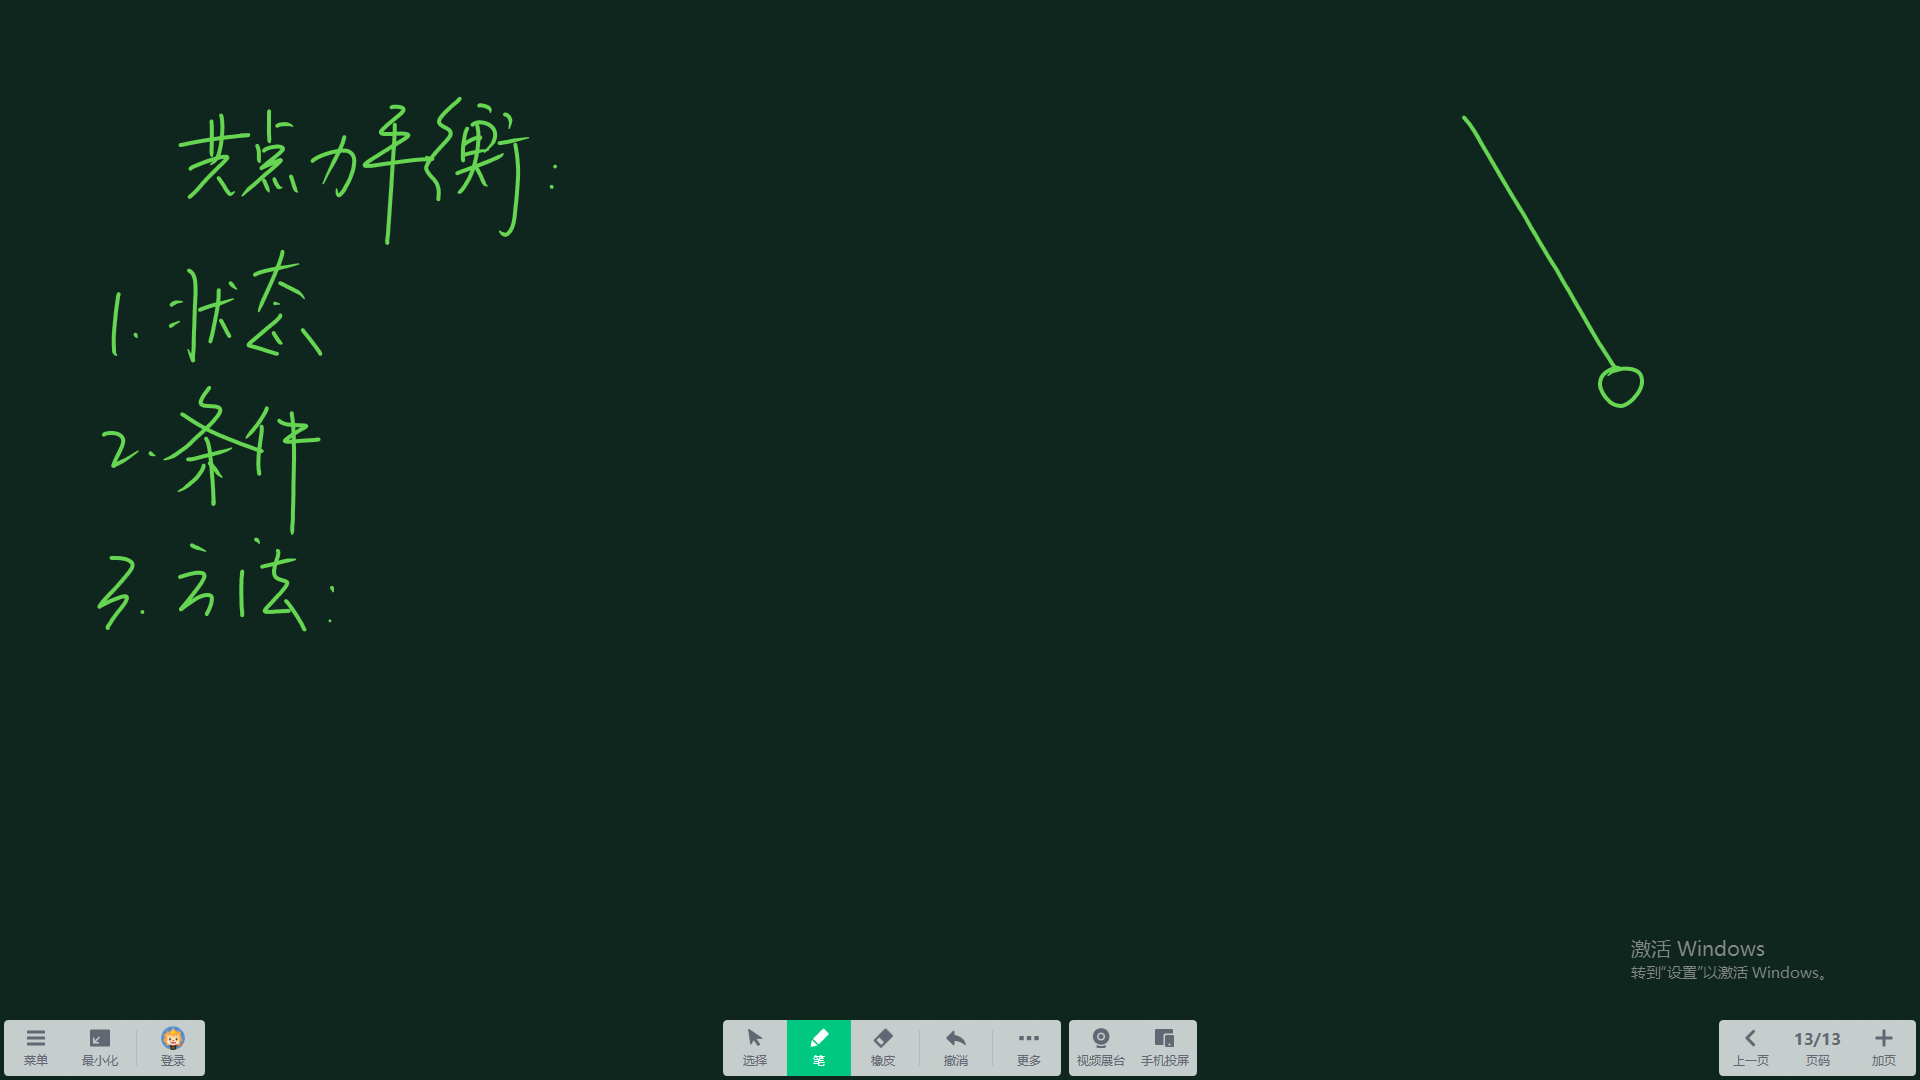 共点力平衡:
1. 状态
2. 条件
3. 方法:
激活 Windows
转到“设置”以激活 Windows。
菜单 最小化 登录 选择 笔 橡皮 撤消 更多 视频展台 手机投屏 上一页 13/13 页码 加页